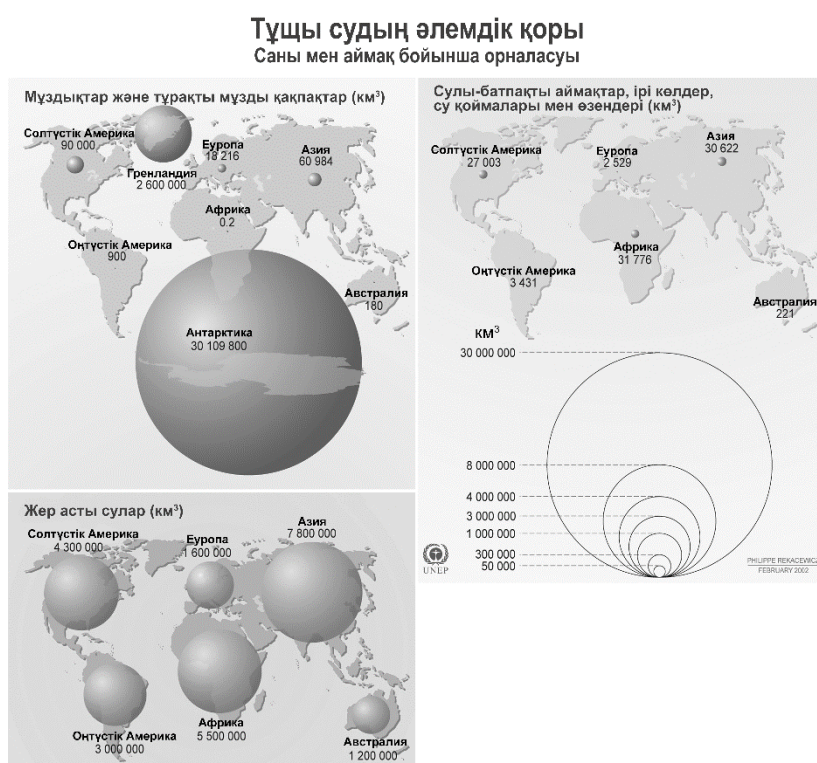 Тұщы судың әлемдік қоры
Саны мен аймақ бойынша орналасуы
Мұздықтар және тұрақты мұзды қақпақтар (км³)
Солтүстік Америка
90 000
Гренландия
2 600 000
Еуропа
18 216
Азия
60 984
Африка
0.2
Оңтүстік Америка
900
Австралия
180
Антарктика
30 109 800
Сулы-батпақты аймақтар, ірі көлдер,
су қоймалары мен өзендері (км³)
Солтүстік Америка
27 003
Еуропа
2 529
Азия
30 622
Африка
31 776
Оңтүстік Америка
3 431
Австралия
221
км³
30 000 000
8 000 000
4 000 000
3 000 000
1 000 000
300 000
50 000
UNEP
PHILIPPE REKACEWICZ
FEBRUARY 2002
Жер асты сулар (км³)
Солтүстік Америка
4 300 000
Еуропа
1 600 000
Азия
7 800 000
Оңтүстік Америка
3 000 000
Африка
5 500 000
Австралия
1 200 000